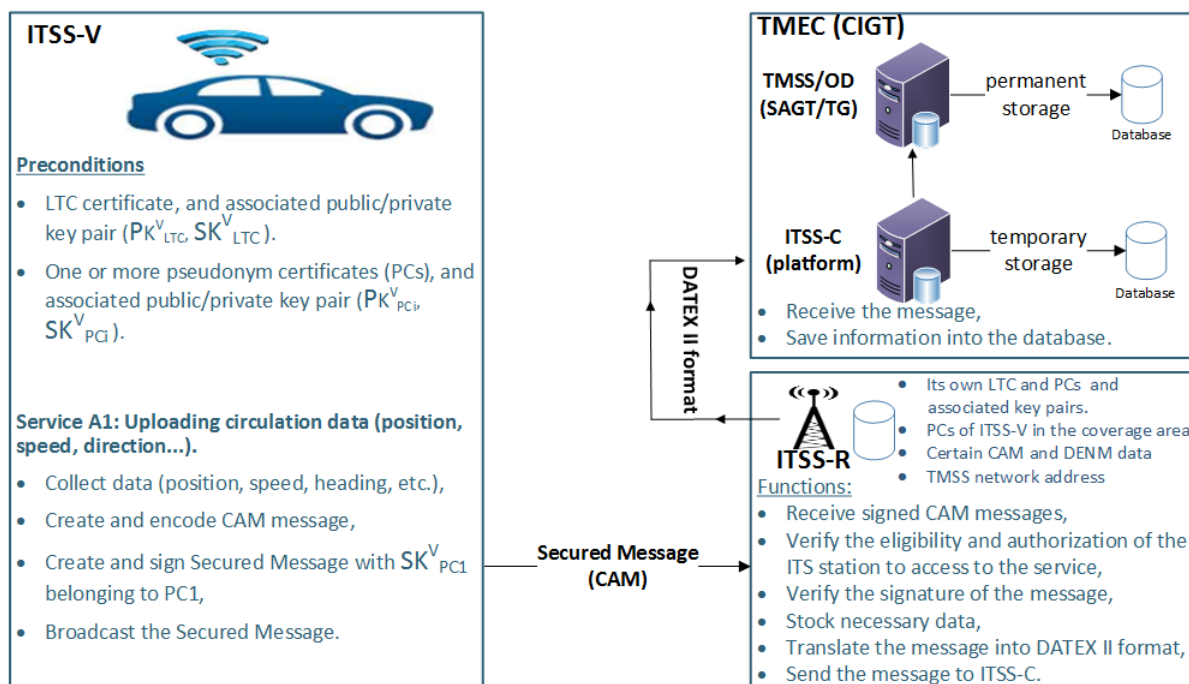 ITSS-V
Preconditions
• LTC certificate, and associated public/private
key pair (PK^V_LTC, SK^V_LTC).
• One or more pseudonym certificates (PCs), and
associated public/private key pair (PK^V_PCi,
SK^V_PCi).
Service A1: Uploading circulation data (position,
speed, direction...).
• Collect data (position, speed, heading, etc.),
• Create and encode CAM message,
• Create and sign Secured Message with SK^V_PC1
belonging to PC1,
• Broadcast the Secured Message.
Secured Message
(CAM)
DATEX II format
TMEC (CIGT)
TMSS/OD
(SAGT/TG)
permanent
storage
Database
ITSS-C
(platform)
temporary
storage
Database
• Receive the message,
• Save information into the database.
ITSS-R
• Its own LTC and PCs and
associated key pairs.
• PCs of ITSS-V in the coverage area
• Certain CAM and DENM data
• TMSS network address
Functions:
• Receive signed CAM messages,
• Verify the eligibility and authorization of the
ITS station to access to the service,
• Verify the signature of the message,
• Stock necessary data,
• Translate the message into DATEX II format,
• Send the message to ITSS-C.